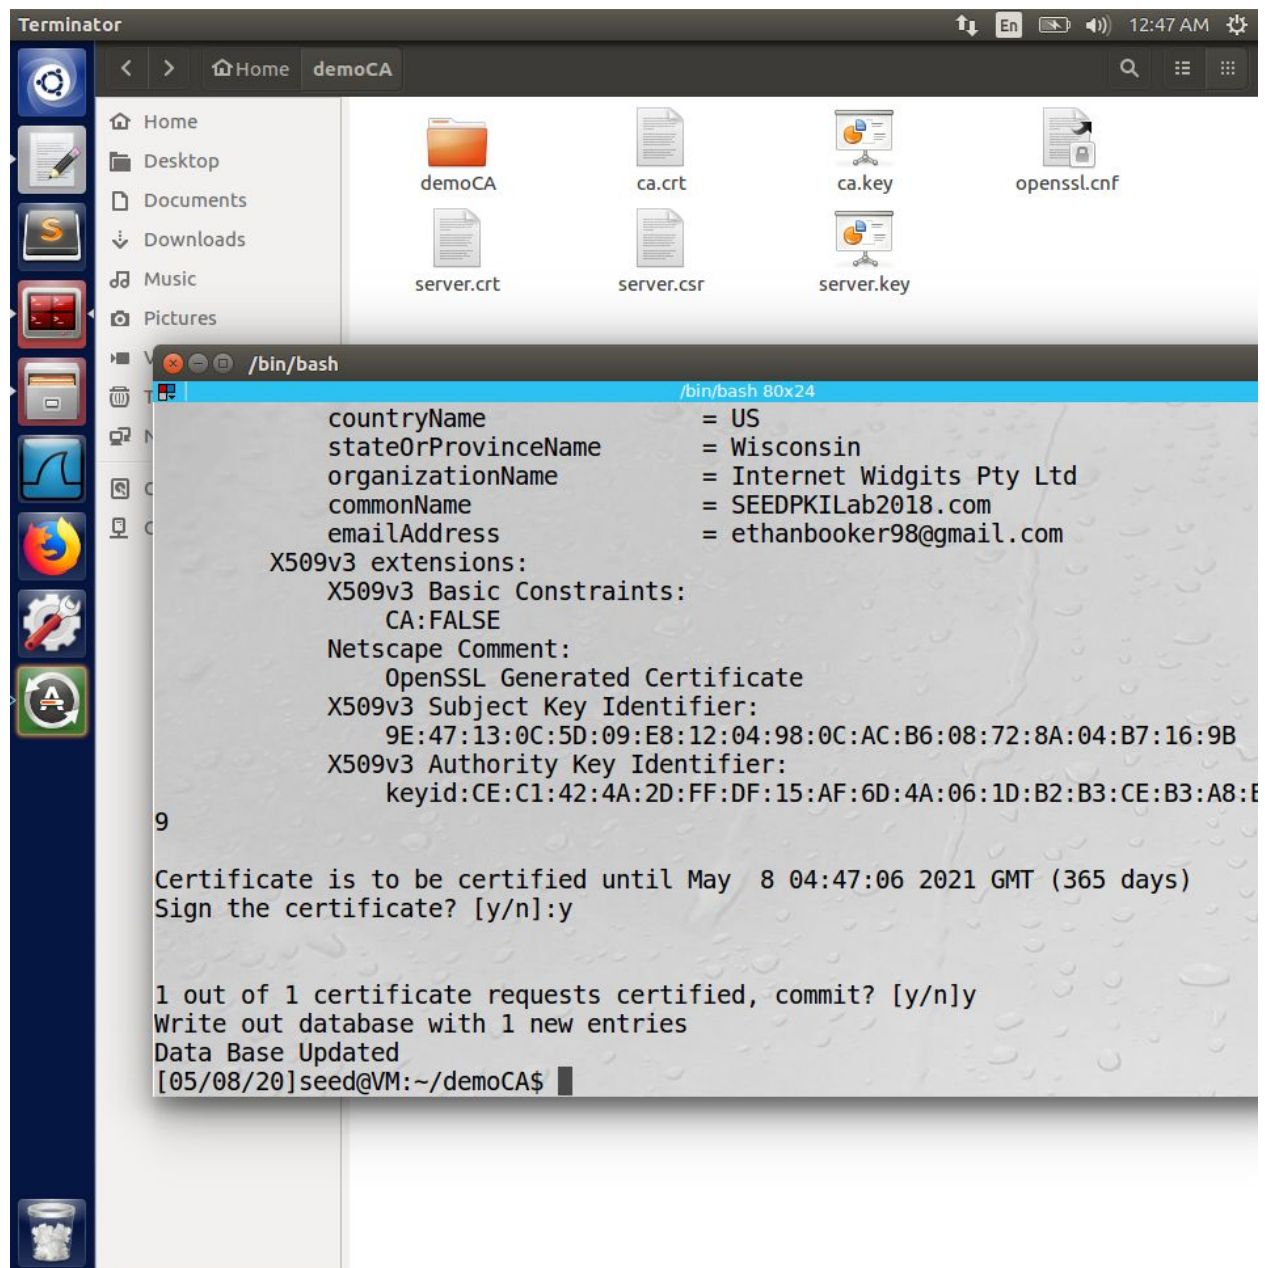 Terminator
En
12:47 AM
Home
demoCA
Home
Desktop
Documents
Downloads
Music
Pictures
demoCA
ca.crt
ca.key
openssl.cnf
server.crt
server.csr
server.key
/bin/bash
/bin/bash 80x24
countryName = US
stateOrProvinceName = Wisconsin
organizationName = Internet Widgits Pty Ltd
commonName = SEEDPKILab2018.com
emailAddress = ethanbooker98@gmail.com
X509v3 extensions:
X509v3 Basic Constraints:
CA:FALSE
Netscape Comment:
OpenSSL Generated Certificate
X509v3 Subject Key Identifier:
9E:47:13:0C:5D:09:E8:12:04:98:0C:AC:B6:08:72:8A:04:B7:16:9B
X509v3 Authority Key Identifier:
keyid:CE:C1:42:4A:2D:FF:DF:15:AF:6D:4A:06:1D:B2:B3:CE:B3:A8:E
9
Certificate is to be certified until May  8 04:47:06 2021 GMT (365 days)
Sign the certificate? [y/n]:y
1 out of 1 certificate requests certified, commit? [y/n]y
Write out database with 1 new entries
Data Base Updated
[05/08/20]seed@VM:~/demoCA$